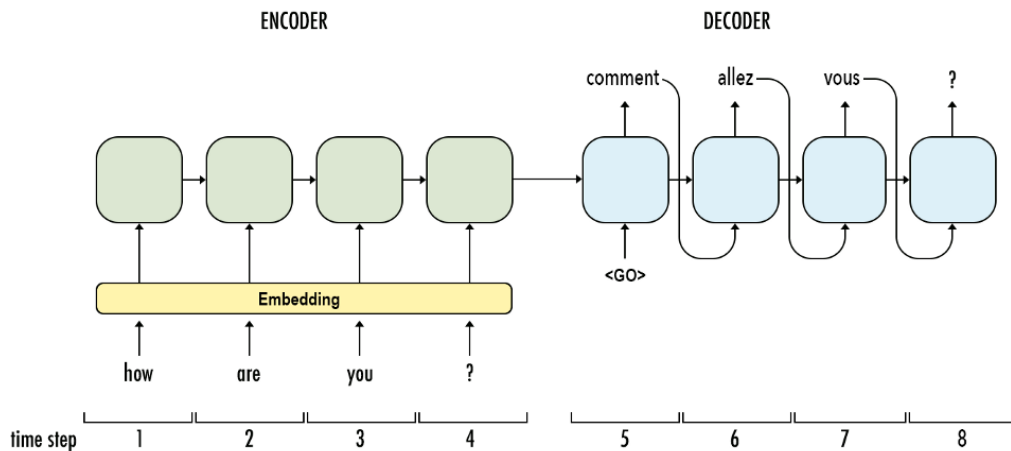 ENCODER DECODER
comment allez vous ?
<GO>
Embedding
how are you ?
time step 1 2 3 4 5 6 7 8